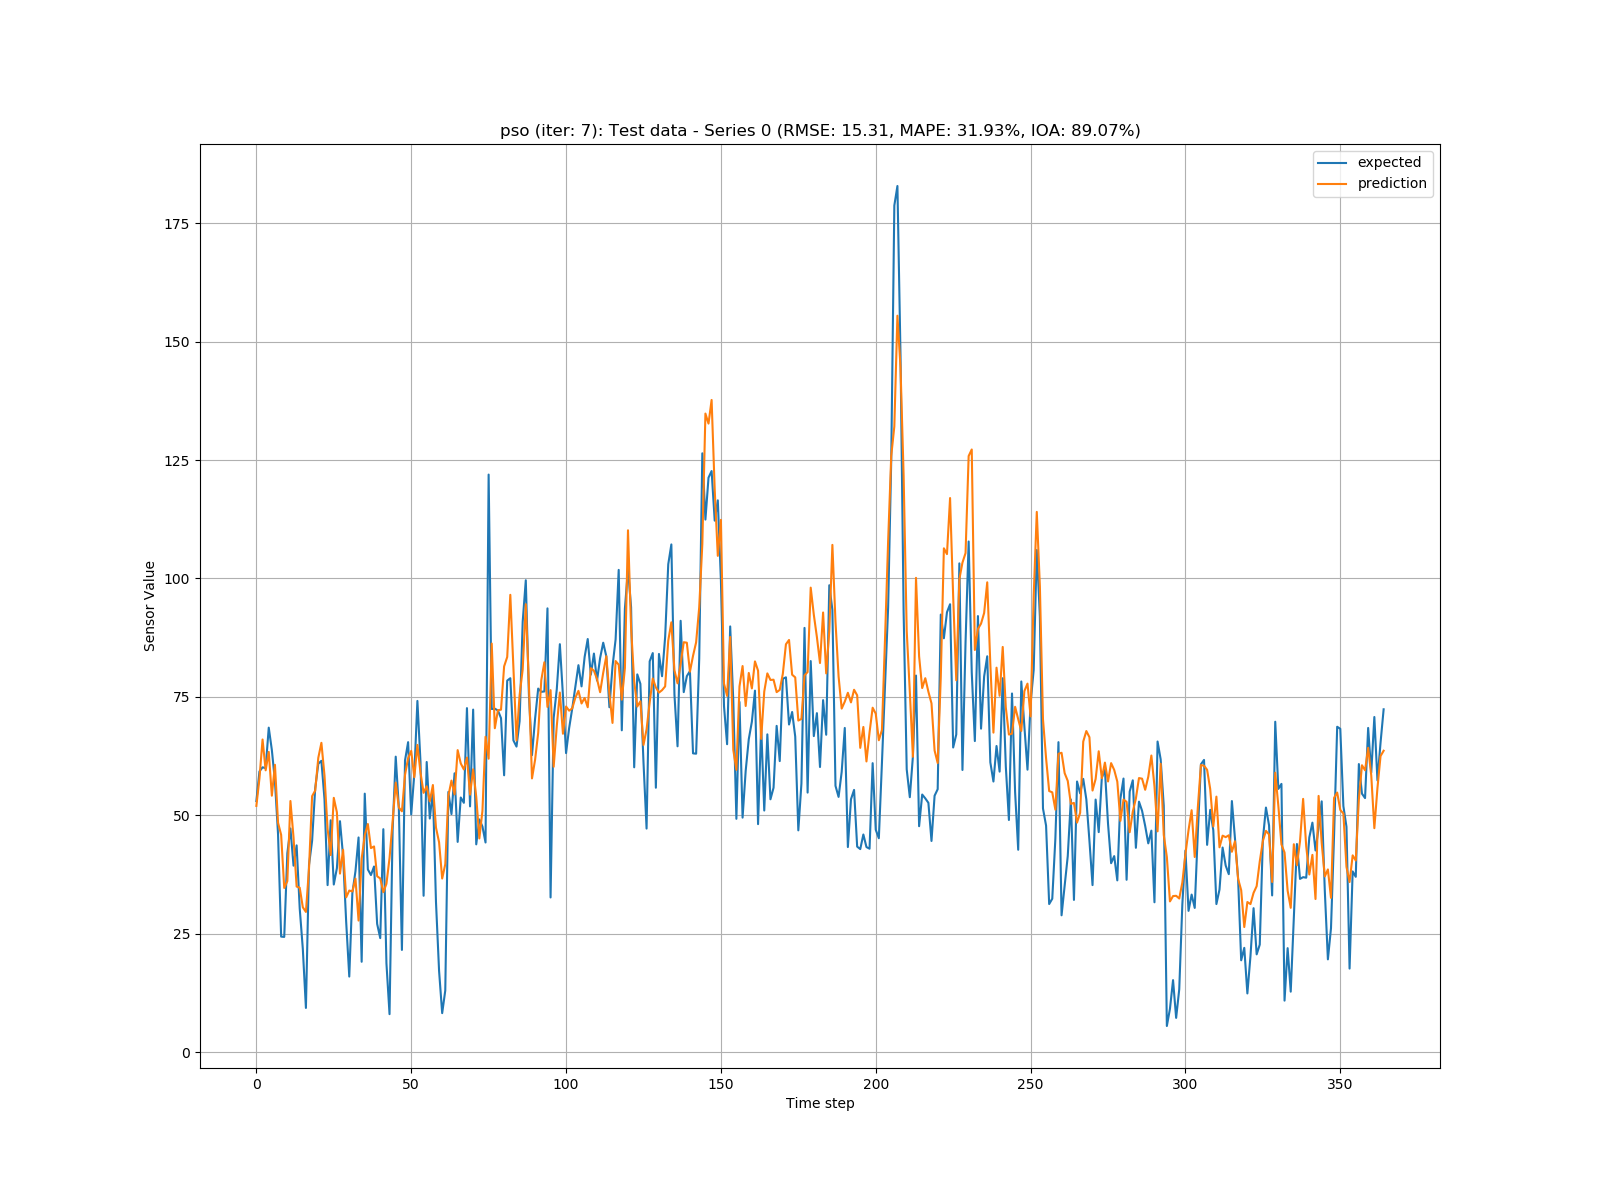 pso (iter: 7): Test data - Series 0 (RMSE: 15.31, MAPE: 31.93%, IOA: 89.07%)
expected
prediction
175
150
125
100
75
50
25
0
Sensor Value
0 50 100 150 200 250 300 350
Time step